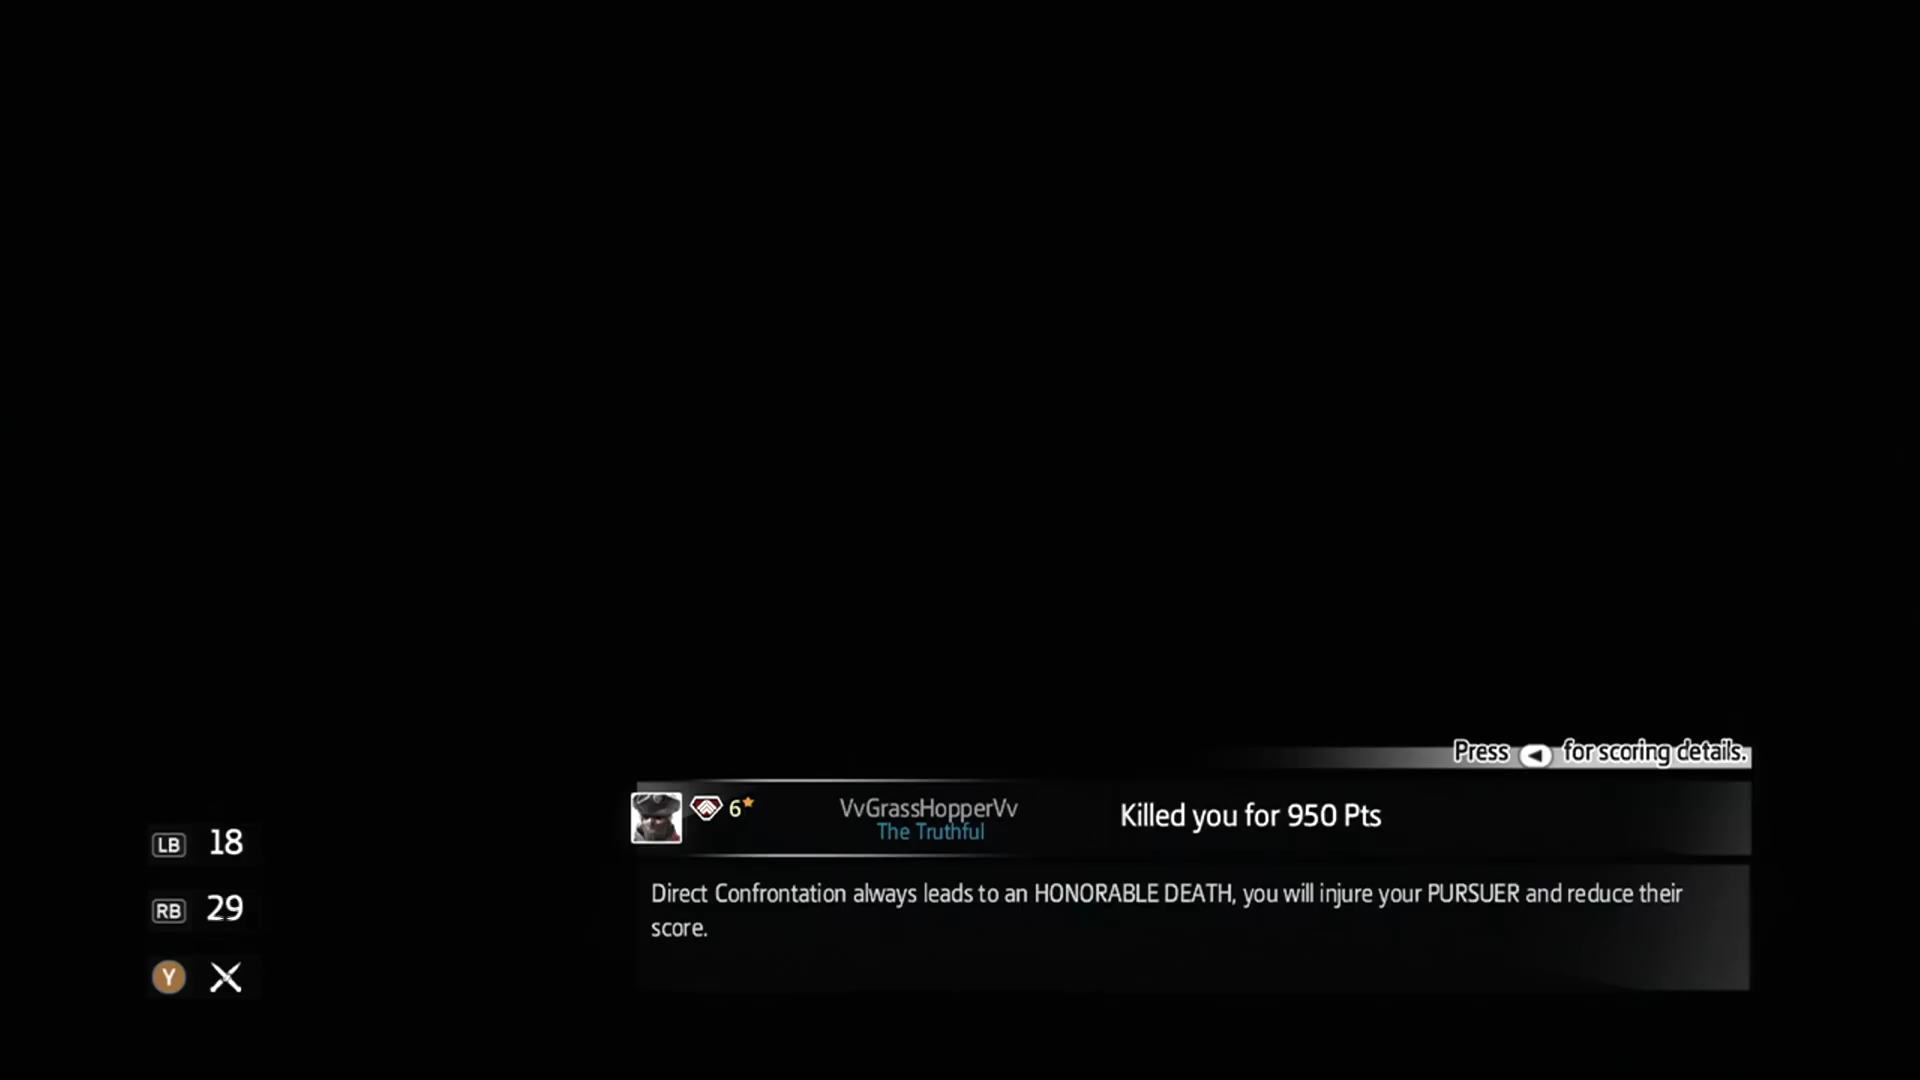 Press ◄ for scoring details.
6 VvGrassHopperVv Killed you for 950 Pts
The Truthful
Direct Confrontation always leads to an HONORABLE DEATH, you will injure your PURSUER and reduce their
score.
LB 18
RB 29
Y